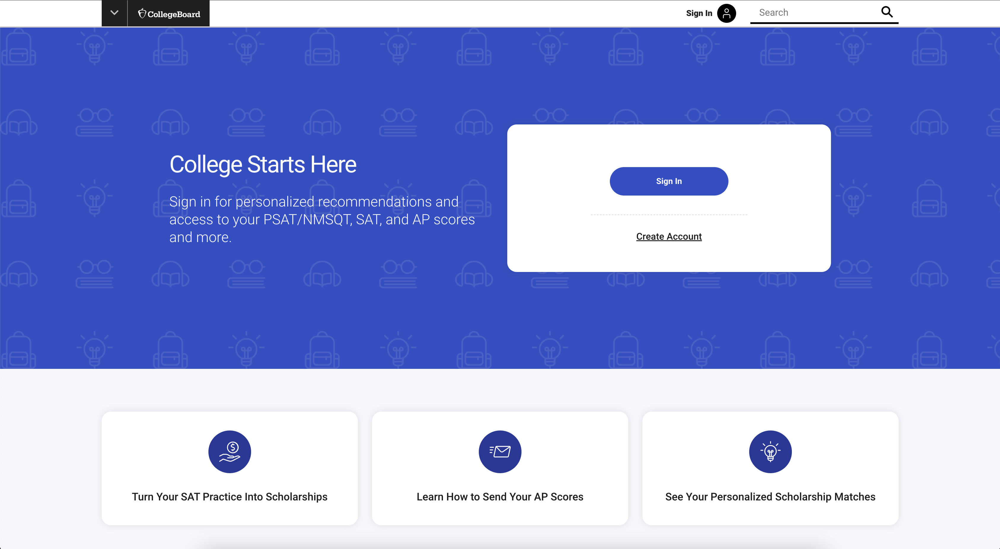 CollegeBoard
Sign In
Search
College Starts Here
Sign in for personalized recommendations and
access to your PSAT/NMSQT, SAT, and AP scores
and more.
Sign In
Create Account
Turn Your SAT Practice Into Scholarships
Learn How to Send Your AP Scores
See Your Personalized Scholarship Matches